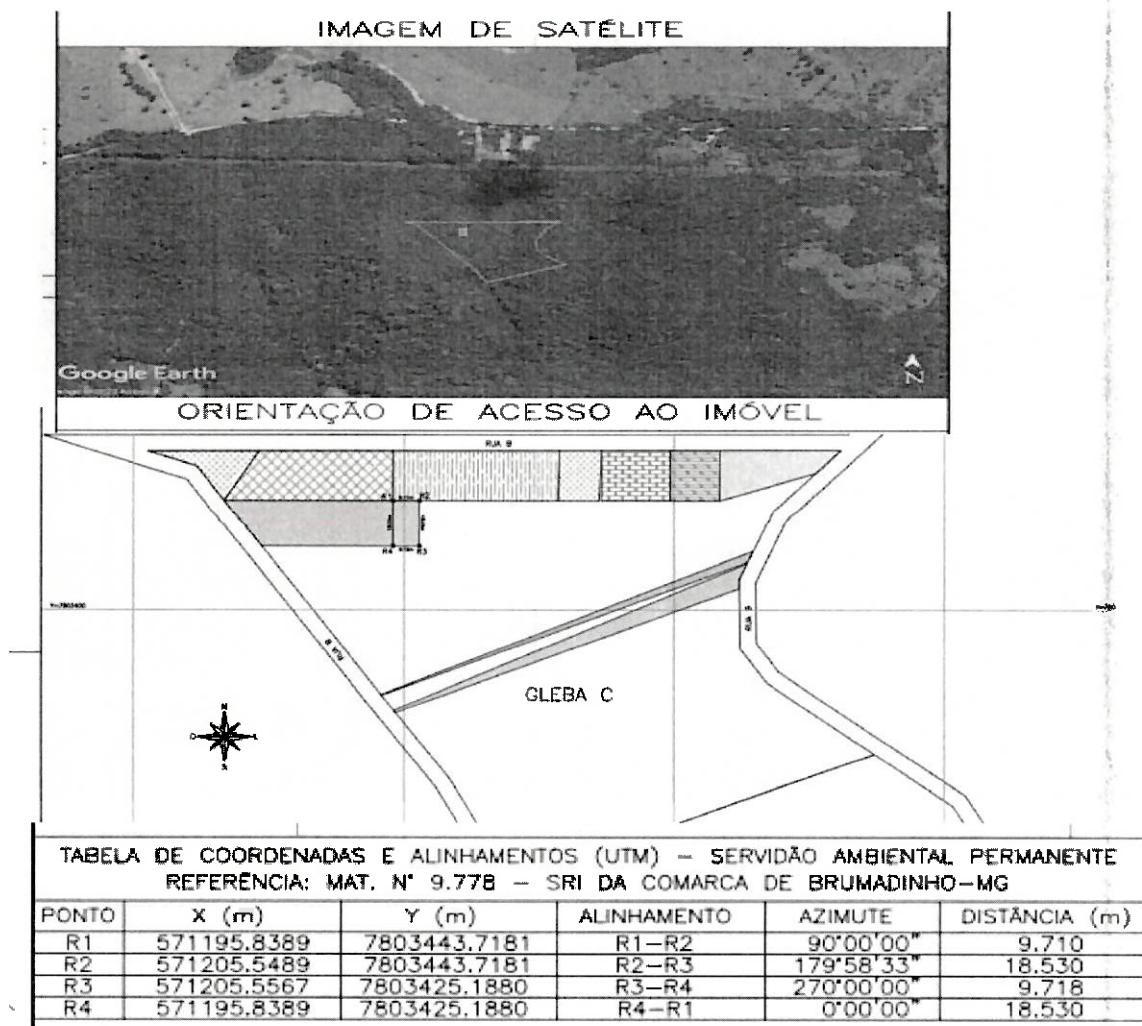 IMAGEM DE SATÉLITE
Google Earth
N
ORIENTAÇÃO DE ACESSO AO IMÓVEL
RUA B
R1 R2
R4 R3
RUA B
RUA B
GLEBA C
N
O L
S
TABELA DE COORDENADAS E ALINHAMENTOS (UTM) – SERVIDÃO AMBIENTAL PERMANENTE
REFERÊNCIA: MAT. N° 9.778 – SRI DA COMARCA DE BRUMADINHO-MG
PONTO X (m) Y (m) ALINHAMENTO AZIMUTE DISTÂNCIA (m)
R1 571195.8389 7803443.7181 R1-R2 90°00'00" 9.710
R2 571205.5489 7803443.7181 R2-R3 179°58'33" 18.530
R3 571205.5567 7803425.1880 R3-R4 270°00'00" 9.718
R4 571195.8389 7803425.1880 R4-R1 0°00'00" 18.530